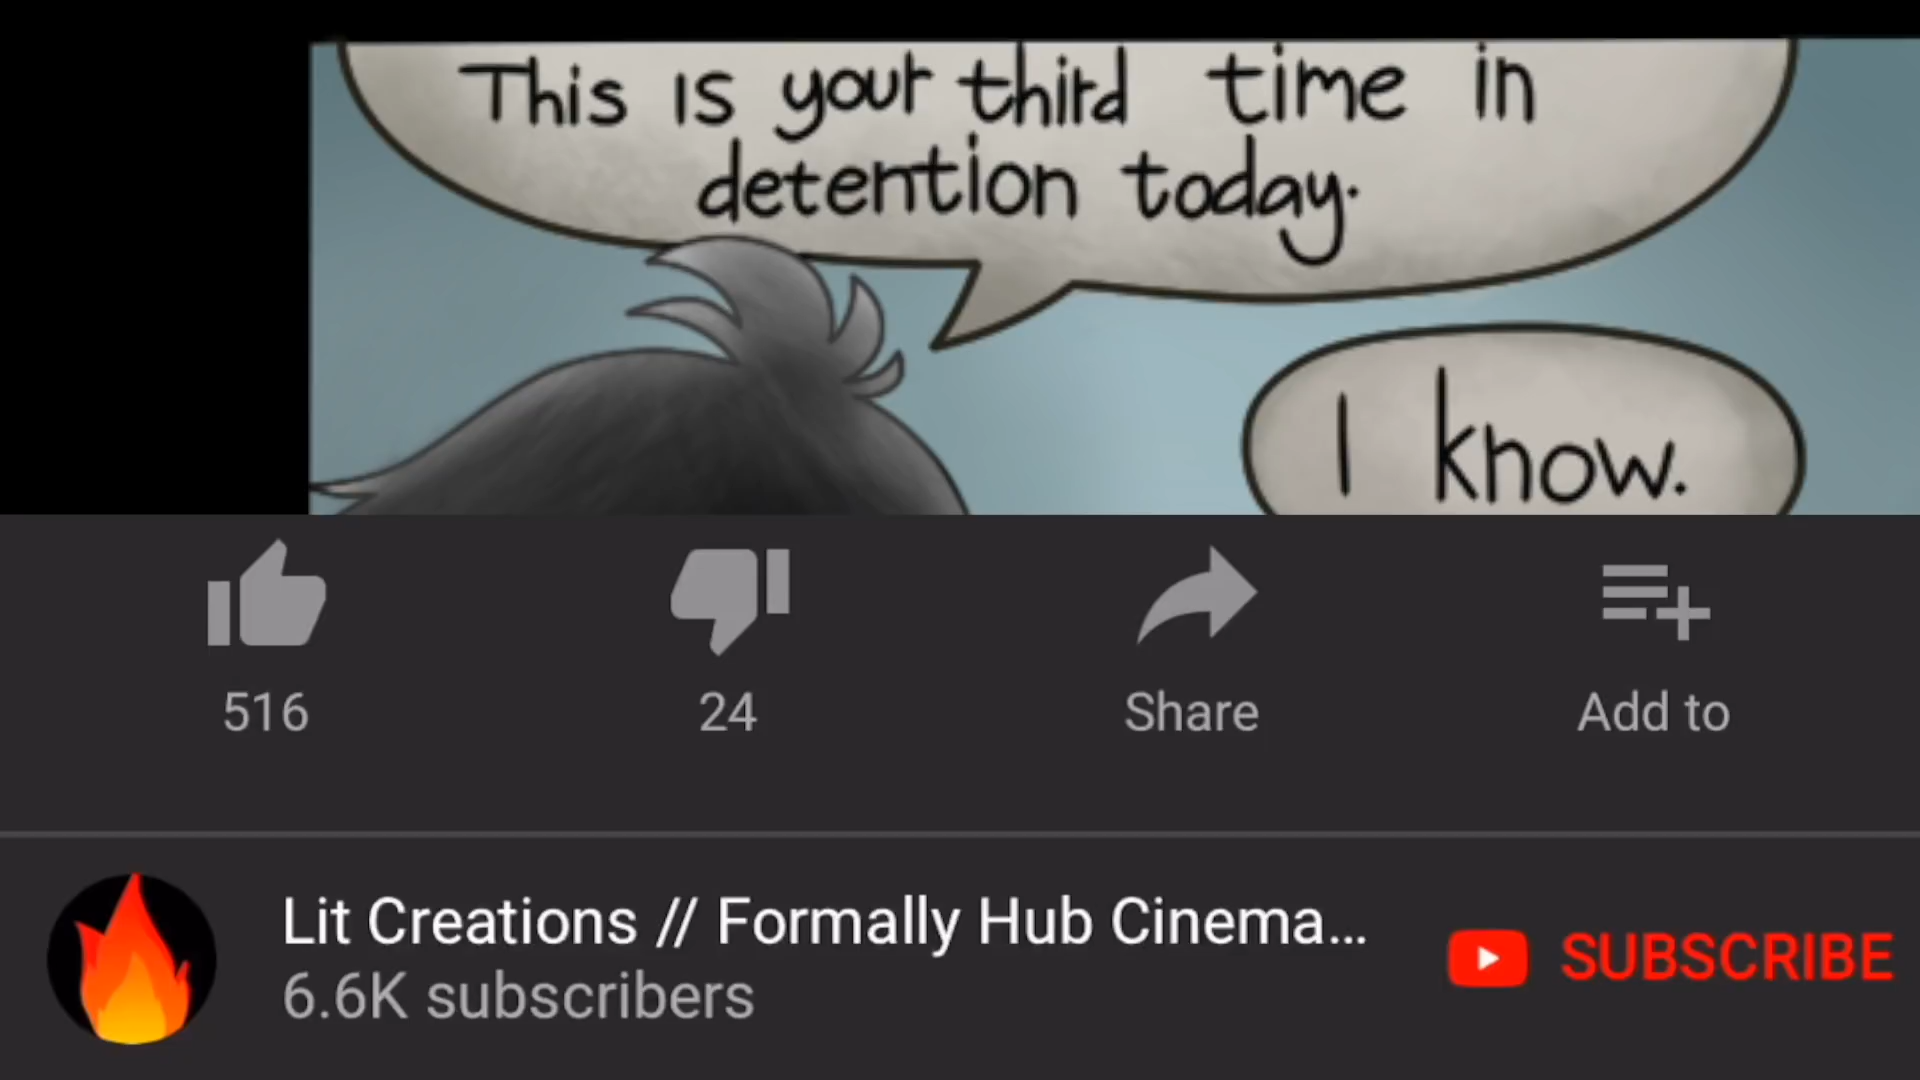 This is your third time in
detention today.
I know.
516
24
Share
Add to
Lit Creations // Formally Hub Cinema...
6.6K subscribers
SUBSCRIBE